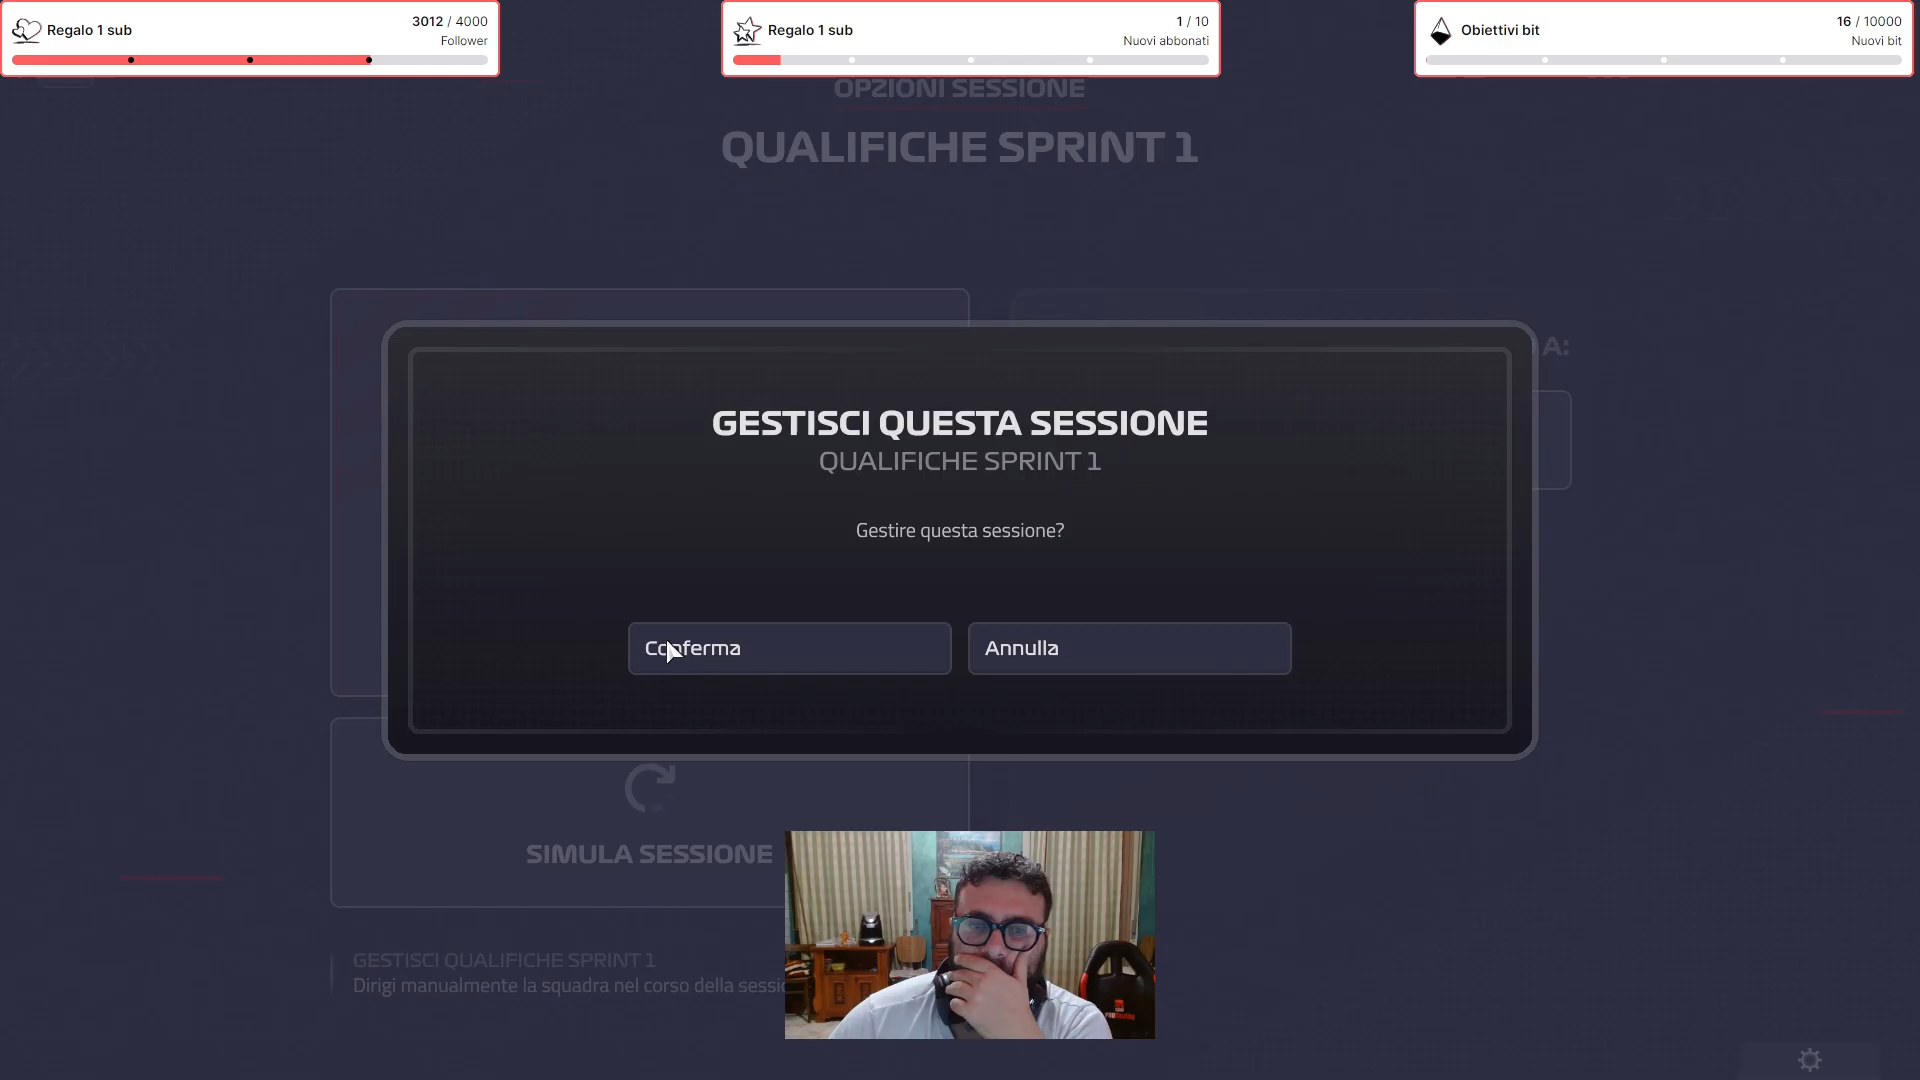 Regalo 1 sub
3012 / 4000
Follower
Regalo 1 sub
1 / 10
Nuovi abbonati
Obiettivi bit
16 / 10000
Nuovi bit
OPZIONI SESSIONE
QUALIFICHE SPRINT 1
A:
GESTISCI QUESTA SESSIONE
QUALIFICHE SPRINT 1
Gestire questa sessione?
Conferma
Annulla
SIMULA SESSIONE
GESTISCI QUALIFICHE SPRINT 1
Dirigi manualmente la squadra nel corso della sessi